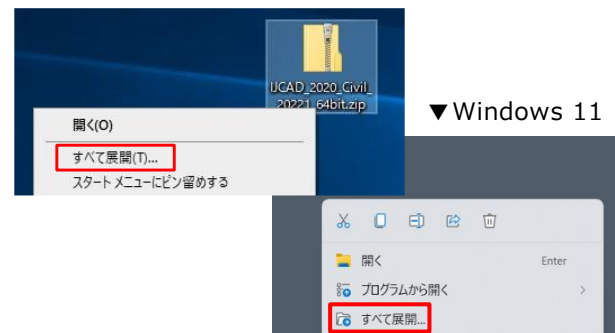 IJCAD_2020_Civil_
20221_64bit.zip
開く(O)
すべて展開(T)...
スタート メニューにピン留めする
▼Windows 11
開く Enter
プログラムから開く
すべて展開...